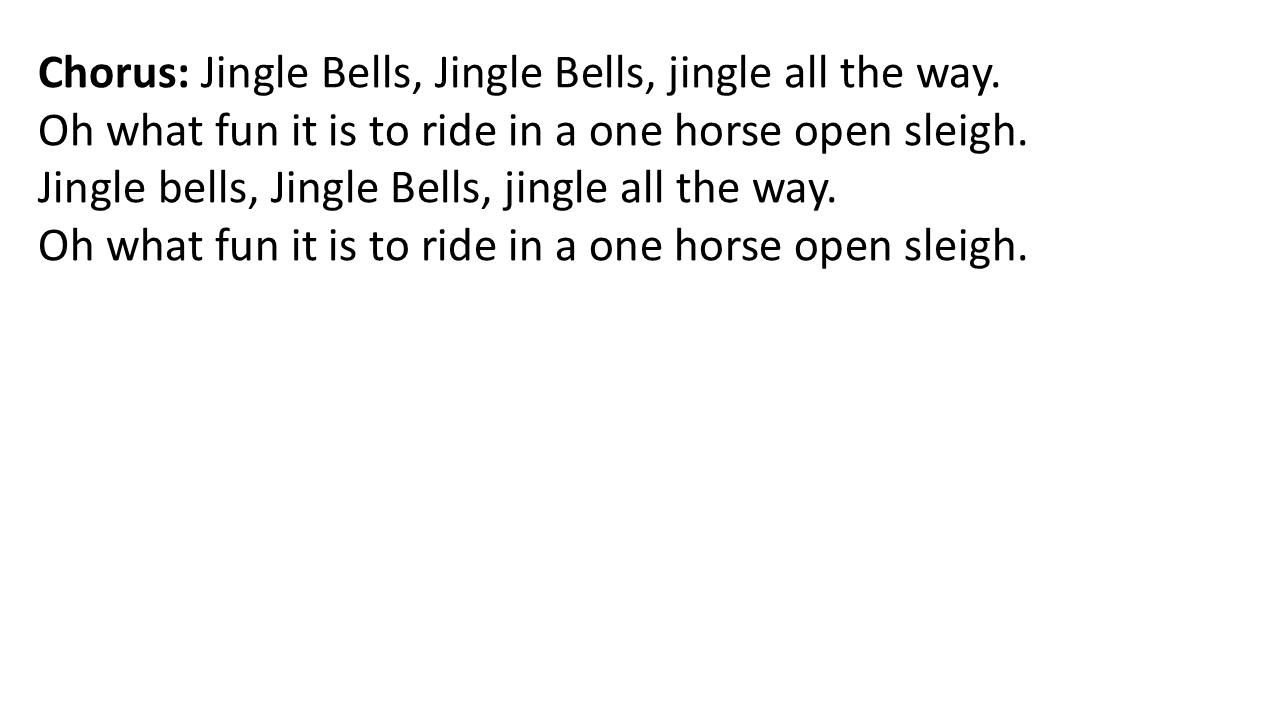 Chorus: Jingle Bells, Jingle Bells, jingle all the way.
Oh what fun it is to ride in a one horse open sleigh.
Jingle bells, Jingle Bells, jingle all the way.
Oh what fun it is to ride in a one horse open sleigh.